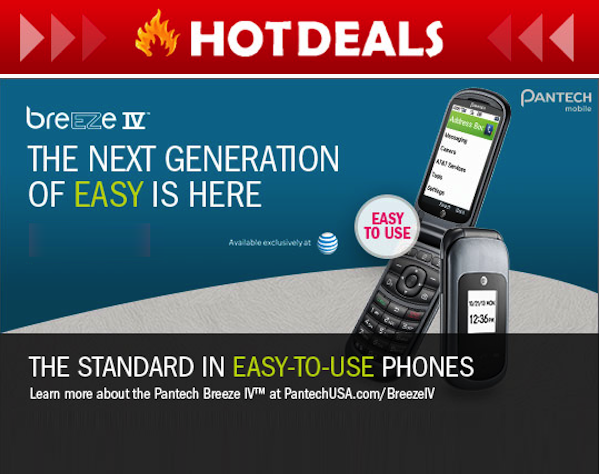 HOTDEALS
breEZe IV™
PANTECH
mobile
THE NEXT GENERATION
OF EASY IS HERE
Available exclusively at
EASY
TO USE
Address Boo
Messaging
Camera
AT&T Services
Tools
Settings
12:36PM
THE STANDARD IN EASY-TO-USE PHONES
Learn more about the Pantech Breeze IV™ at PantechUSA.com/BreezeIV